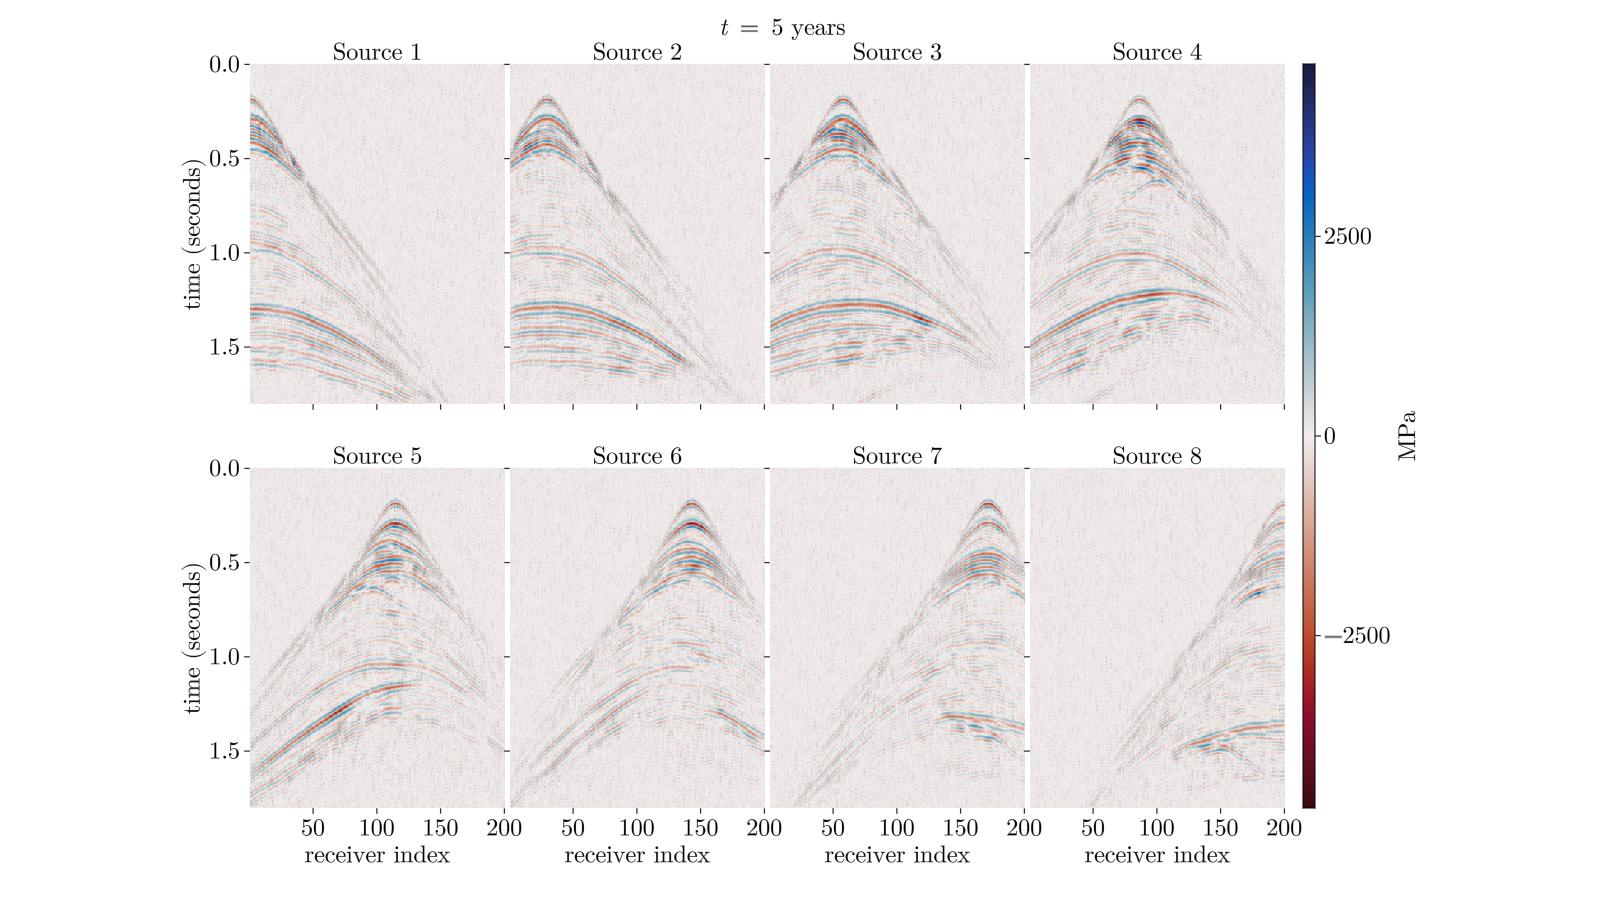 t = 5 years
Source 1 Source 2 Source 3 Source 4
0.0
0.5
1.0
1.5
time (seconds)
Source 5 Source 6 Source 7 Source 8
0.0
0.5
1.0
1.5
time (seconds)
50 100 150 200 50 100 150 200 50 100 150 200 50 100 150 200
receiver index receiver index receiver index receiver index
2500
0
−2500
MPa